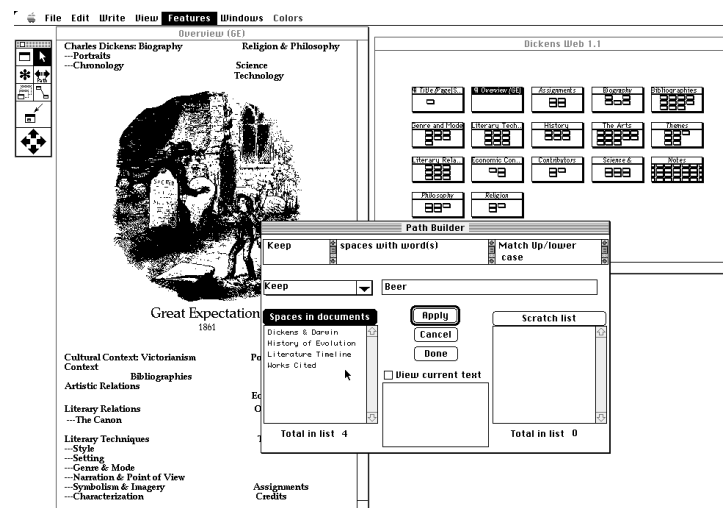 File Edit Write View Features Windows Colors
Overview (GE)
Charles Dickens: Biography Religion & Philosophy
---Portraits
---Chronology Science
Technology
Great Expectation
1861
Cultural Context: Victorianism Po
Context
Bibliographies
Artistic Relations
Ec
Literary Relations O
---The Canon
Literary Techniques T
---Style
---Setting
---Genre & Mode
---Narration & Point of View
---Symbolism & Imagery Assignments
---Characterization Credits
Dickens Web 1.1
Title /Page(S... Overview (GE) Assignments Biography Bibliographies
Genre and Mode Literary Tech... History The Arts Themes
Literary Rela... Economic Con... Contributors Science & Notes
Philosophy Religion
Path Builder
Keep spaces with word(s) Match Up/lower
case
Keep Beer
Spaces in documents Apply Scratch list
Dickens & Darwin Cancel
History of Evolution
Literature Timeline Done
Works Cited
View current text
Total in list 4 Total in list 0